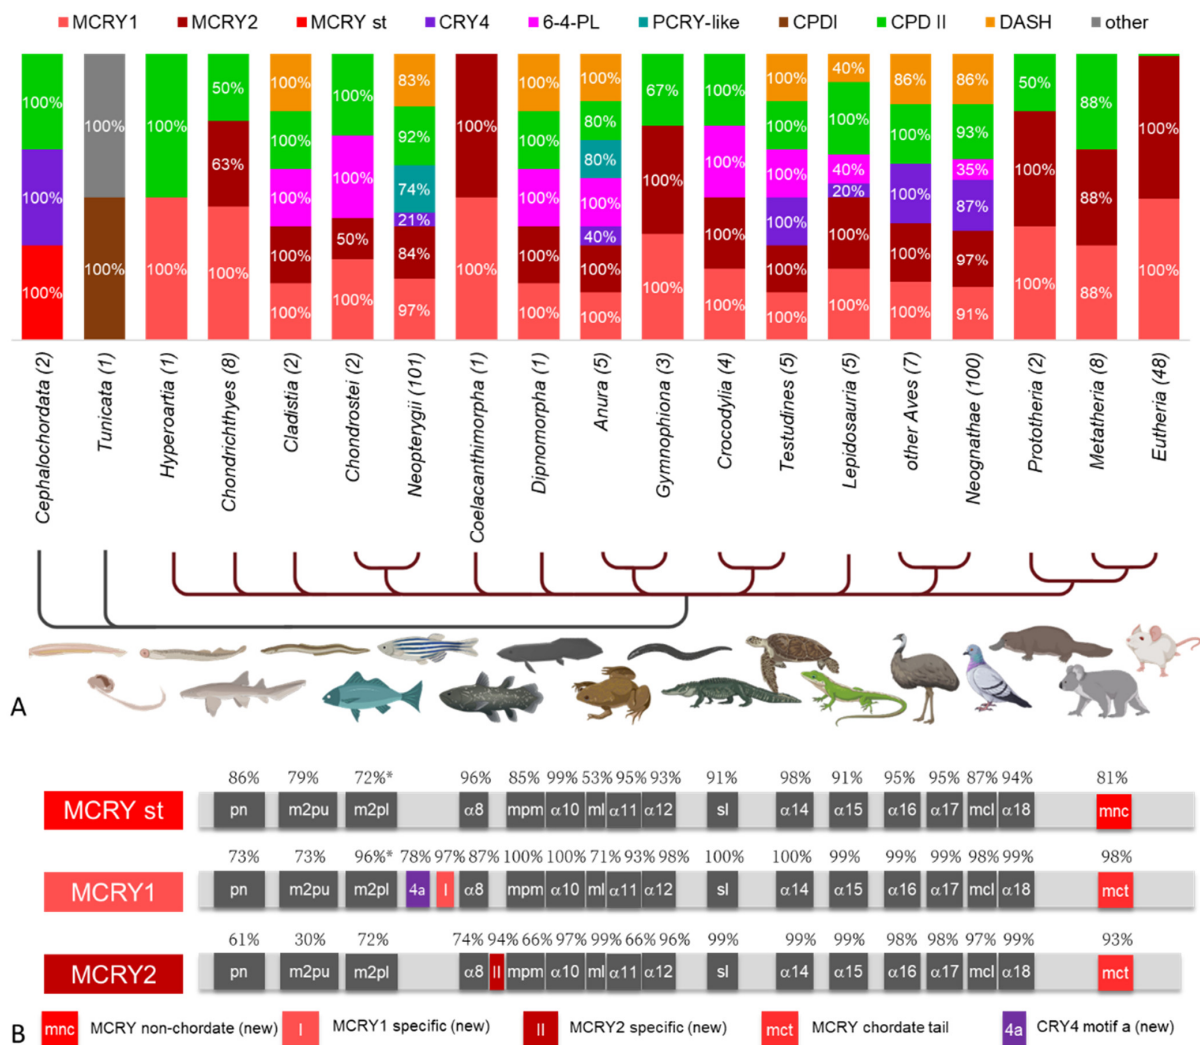 MCRY1 MCRY2 MCRY st CRY4 6-4-PL PCRY-like CPDI CPD II DASH other
100% 100% 100%
100% 100%
100% 100%
50% 63% 100%
100% 100% 100% 100% 100%
100% 100% 50% 100%
83% 92% 74% 21% 84% 97%
100% 100%
100% 100% 100% 100% 100%
100% 80% 80% 100% 40% 100% 100%
67% 100% 100%
100% 100% 100% 100%
100% 100% 100% 100% 100% 100%
40% 100% 40% 20% 100% 100%
86% 100% 100% 100% 100%
86% 93% 35% 87% 97% 91%
50% 100% 100%
88% 88% 88%
100% 100%
Cephalochordata (2)
Tunicata (1)
Hyperoartia (1)
Chondrichthyes (8)
Cladistia (2)
Chondrostei (2)
Neopterygii (101)
Coelacanthimorpha (1)
Dipnomorpha (1)
Anura (5)
Gymnophiona (3)
Crocodylia (4)
Testudines (5)
Lepidosauria (5)
other Aves (7)
Neognathae (100)
Prototheria (2)
Metatheria (8)
Eutheria (48)
A
86% 79% 72%* 96% 85% 99% 53% 95% 93% 91% 98% 91% 95% 95% 87% 94% 81%
MCRY st pn m2pu m2pl α8 mpm α10 ml α11 α12 sl α14 α15 α16 α17 mcl α18 mnc
73% 73% 96%* 78% 97% 87% 100% 100% 71% 93% 98% 100% 100% 99% 99% 99% 98% 99% 98%
MCRY1 pn m2pu m2pl 4a I α8 mpm α10 ml α11 α12 sl α14 α15 α16 α17 mcl α18 mct
61% 30% 72% 74% 94% 66% 97% 99% 66% 96% 99% 99% 99% 98% 98% 97% 99% 93%
MCRY2 pn m2pu m2pl α8 II mpm α10 ml α11 α12 sl α14 α15 α16 α17 mcl α18 mct
B mnc MCRY non-chordate (new) I MCRY1 specific (new) II MCRY2 specific (new) mct MCRY chordate tail 4a CRY4 motif a (new)